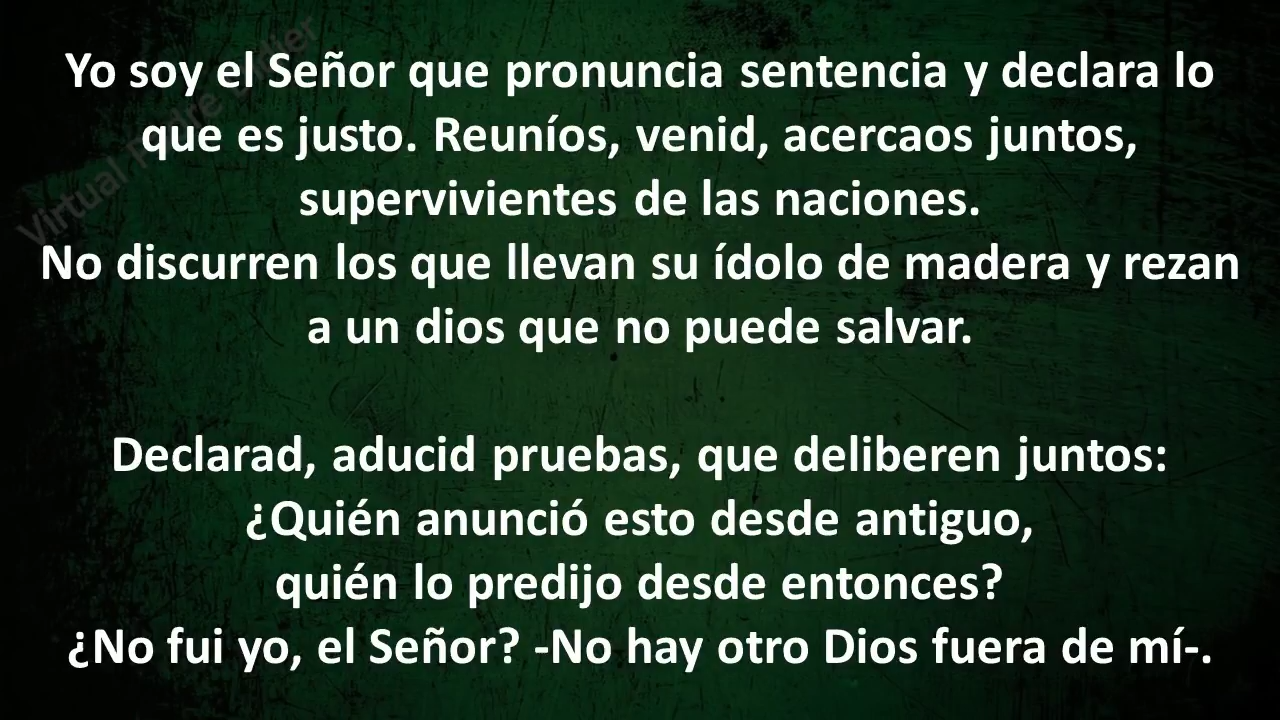 Yo soy el Señor que pronuncia sentencia y declara lo
que es justo. Reuníos, venid, acercaos juntos,
supervivientes de las naciones.
No discurren los que llevan su ídolo de madera y rezan
a un dios que no puede salvar.
Declarad, aducid pruebas, que deliberen juntos:
¿Quién anunció esto desde antiguo,
quién lo predijo desde entonces?
¿No fui yo, el Señor? -No hay otro Dios fuera de mí-.
Virtual